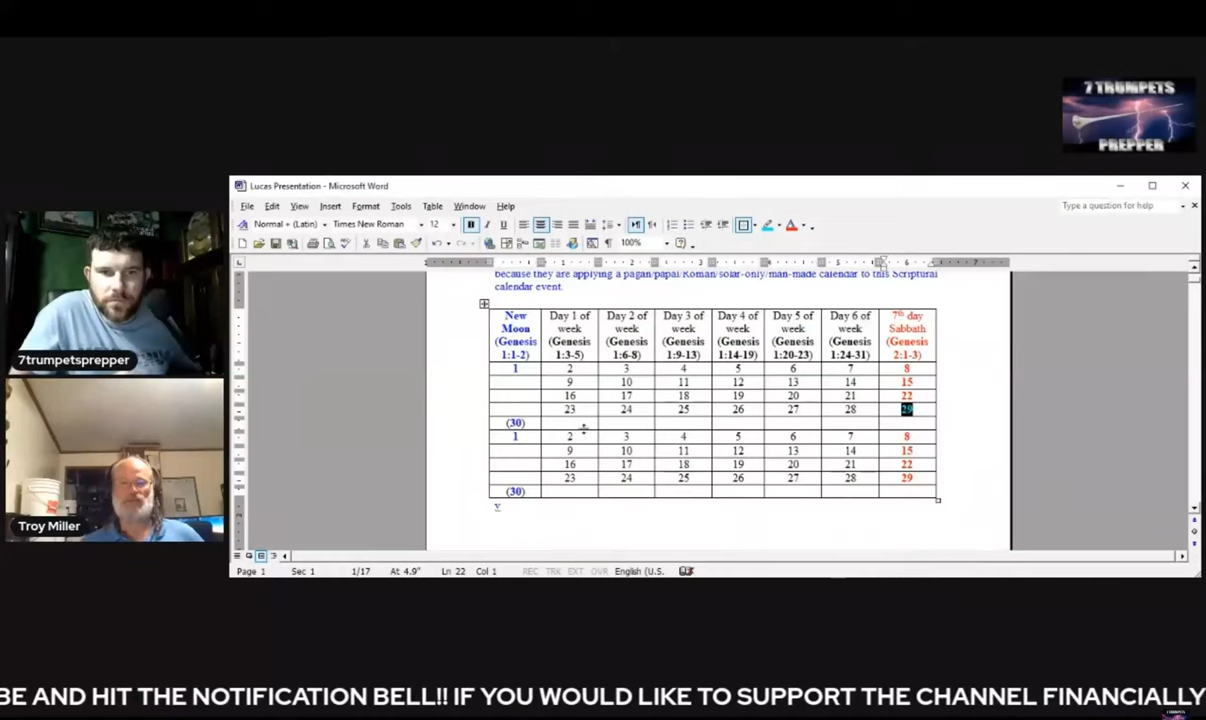 7 TRUMPETS
PREPPER
Lucas Presentation - Microsoft Word
File Edit View Insert Format Tools Table Window Help
Type a question for help
Normal + (Latin) Times New Roman 12 B I U
100%
1 1 2 3 4 5 6 7
because they are applying a pagan/papal/Roman/solar-only/man-made calendar to this Scriptural
calendar event.
New Moon (Genesis 1:1-2) Day 1 of week (Genesis 1:3-5) Day 2 of week (Genesis 1:6-8) Day 3 of week (Genesis 1:9-13) Day 4 of week (Genesis 1:14-19) Day 5 of week (Genesis 1:20-23) Day 6 of week (Genesis 1:24-31) 7th day Sabbath (Genesis 2:1-3)
1 2 3 4 5 6 7 8
9 10 11 12 13 14 15
16 17 18 19 20 21 22
23 24 25 26 27 28 29
(30)
1 2 3 4 5 6 7 8
9 10 11 12 13 14 15
16 17 18 19 20 21 22
23 24 25 26 27 28 29
(30)
Y
Page 1 Sec 1 1/17 At 4.9" Ln 22 Col 1 REC TRK EXT OVR English (U.S.
7trumpetsprepper
Troy Miller
BE AND HIT THE NOTIFICATION BELL!! IF YOU WOULD LIKE TO SUPPORT THE CHANNEL FINANCIALLY